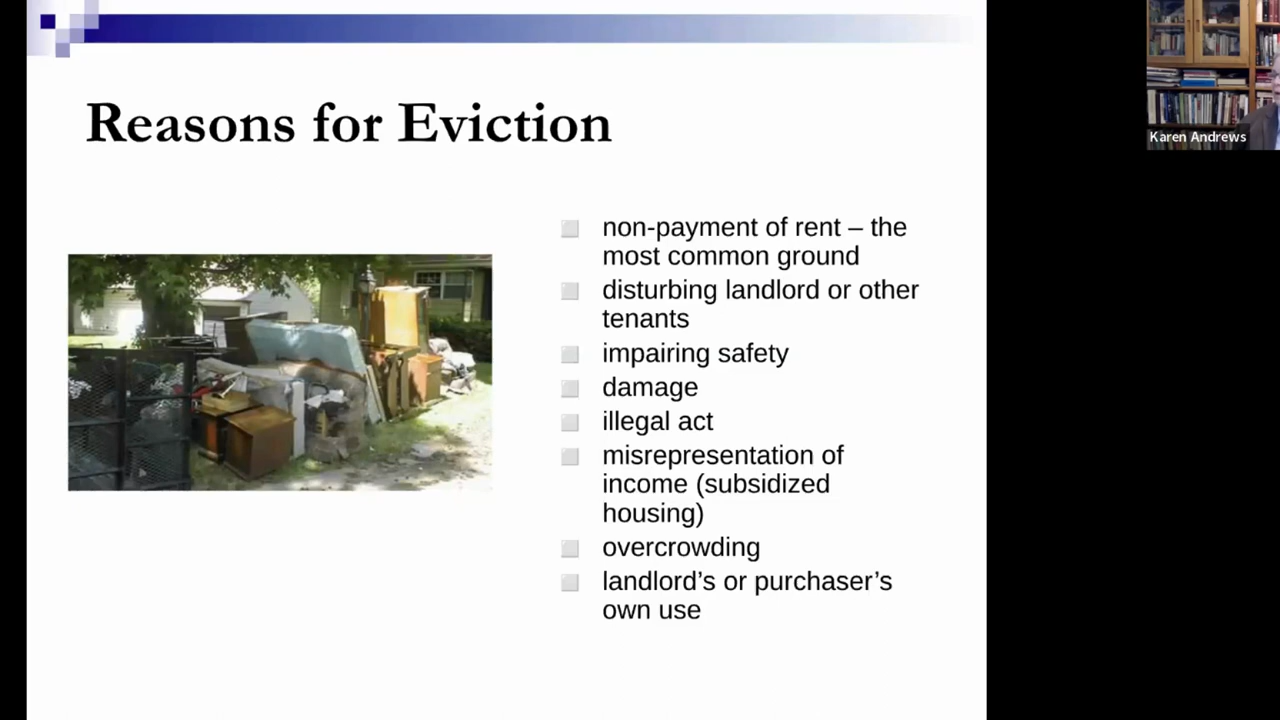 Reasons for Eviction
non-payment of rent – the
most common ground
disturbing landlord or other
tenants
impairing safety
damage
illegal act
misrepresentation of
income (subsidized
housing)
overcrowding
landlord’s or purchaser’s
own use
Karen Andrews